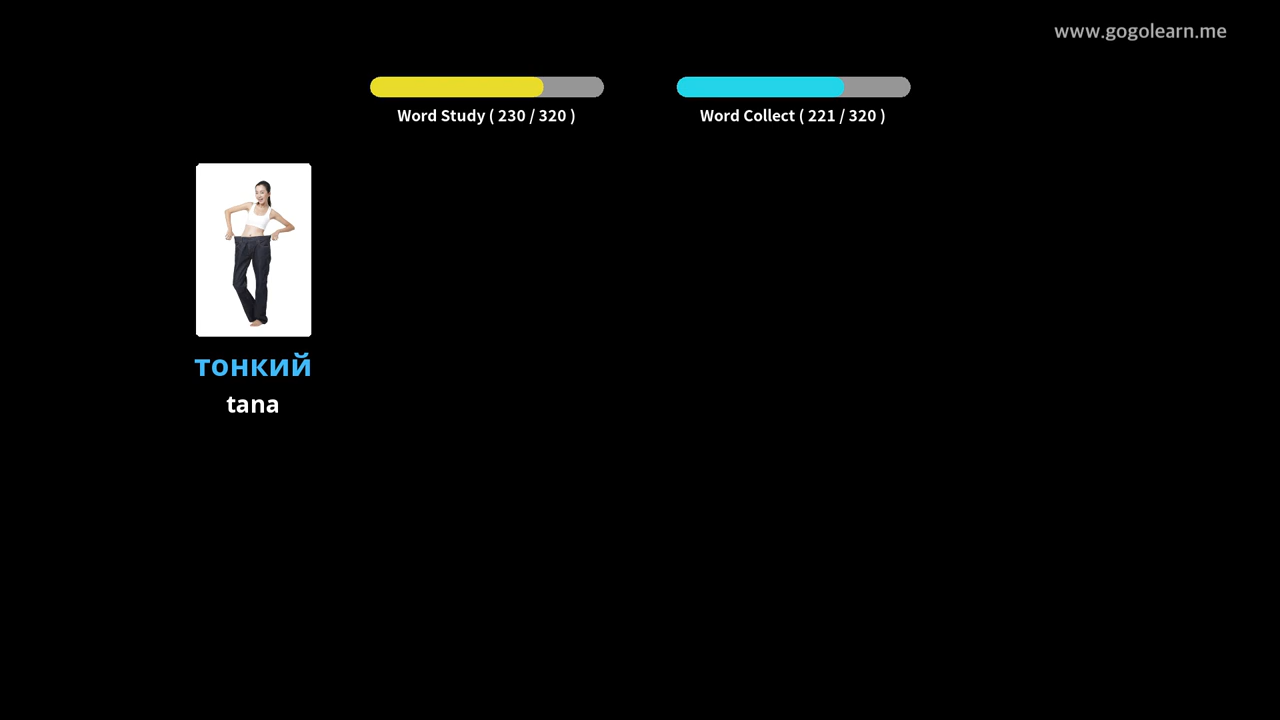 www.gogolearn.me
Word Study ( 230 / 320 )
Word Collect ( 221 / 320 )
тонкий
tana